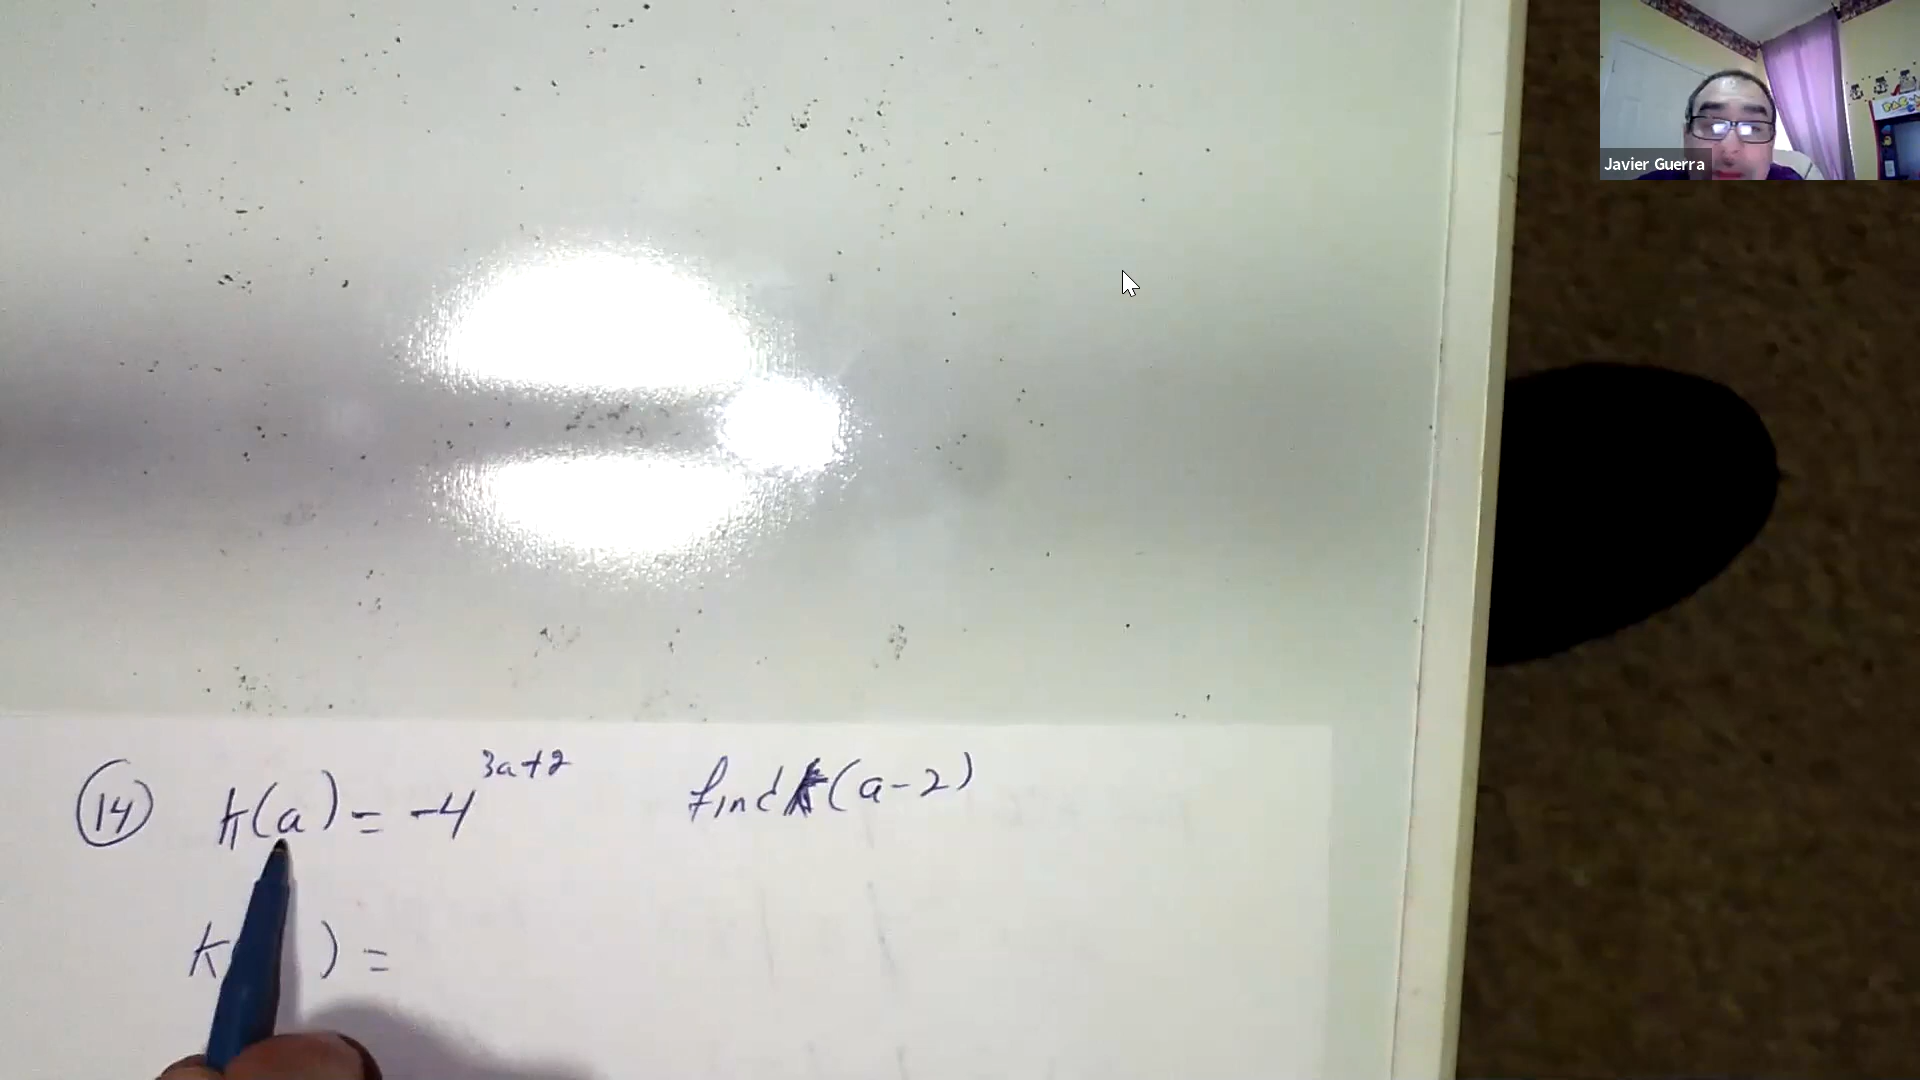 Javier Guerra
14 k(a) = -4^{3a+2} find k(a-2)
k( ) =